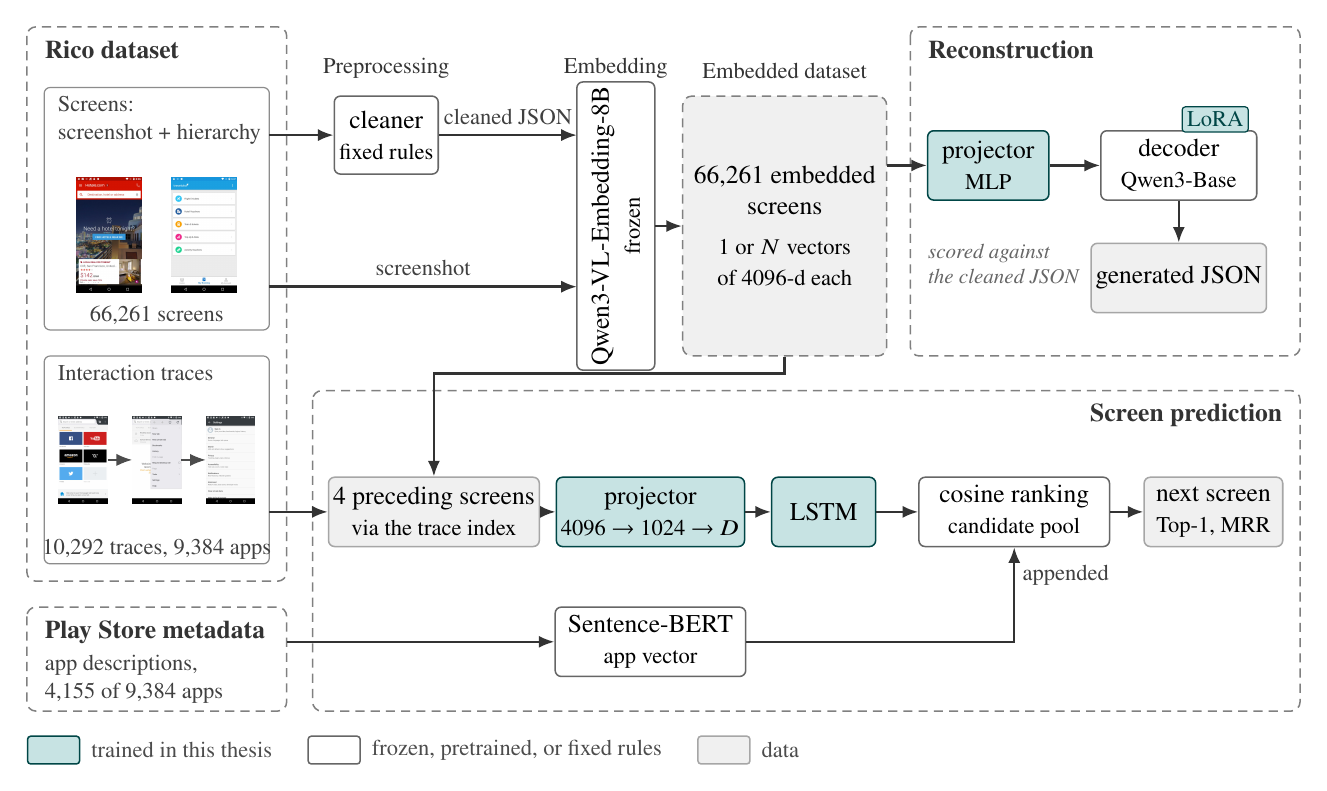 Rico dataset
Screens:
screenshot + hierarchy
Need a hotel tonight?
66,261 screens
Interaction traces
10,292 traces, 9,384 apps
Play Store metadata
app descriptions,
4,155 of 9,384 apps
Preprocessing
cleaner
fixed rules
cleaned JSON
screenshot
Embedding
Qwen3-VL-Embedding-8B
frozen
Embedded dataset
66,261 embedded
screens
1 or N vectors
of 4096-d each
Reconstruction
projector
MLP
LoRA
decoder
Qwen3-Base
scored against
the cleaned JSON
generated JSON
Screen prediction
4 preceding screens
via the trace index
projector
4096 → 1024 → D
LSTM
cosine ranking
candidate pool
next screen
Top-1, MRR
appended
Sentence-BERT
app vector
trained in this thesis
frozen, pretrained, or fixed rules
data